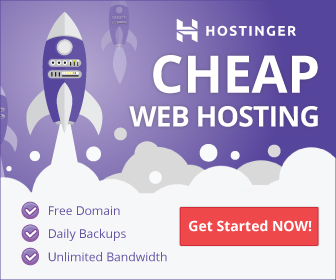 HOSTINGER
CHEAP
WEB HOSTING
Free Domain
Daily Backups
Unlimited Bandwidth
Get Started NOW!